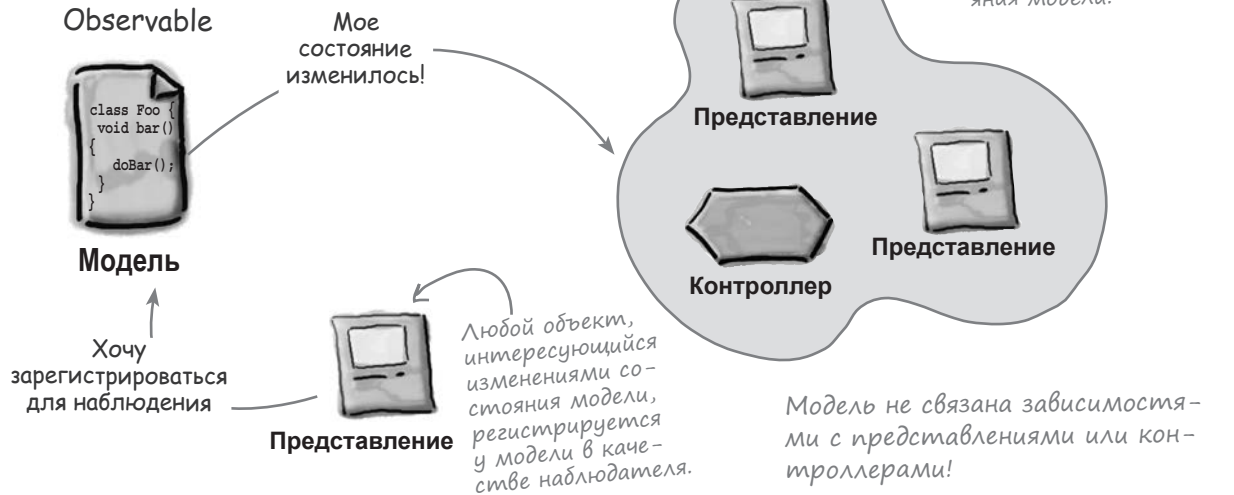 Observable
Мое
состояние
изменилось!
class Foo {
void bar()
{
doBar();
}
}
Модель
Хочу
зарегистрироваться
для наблюдения
Представление
Любой объект,
интересующийся
изменениями со-
стояния модели,
регистрируется
у модели в каче-
стве наблюдателя.
яния модели.
Представление
Представление
Контроллер
Модель не связана зависимостя-
ми с представлениями или кон-
троллерами!